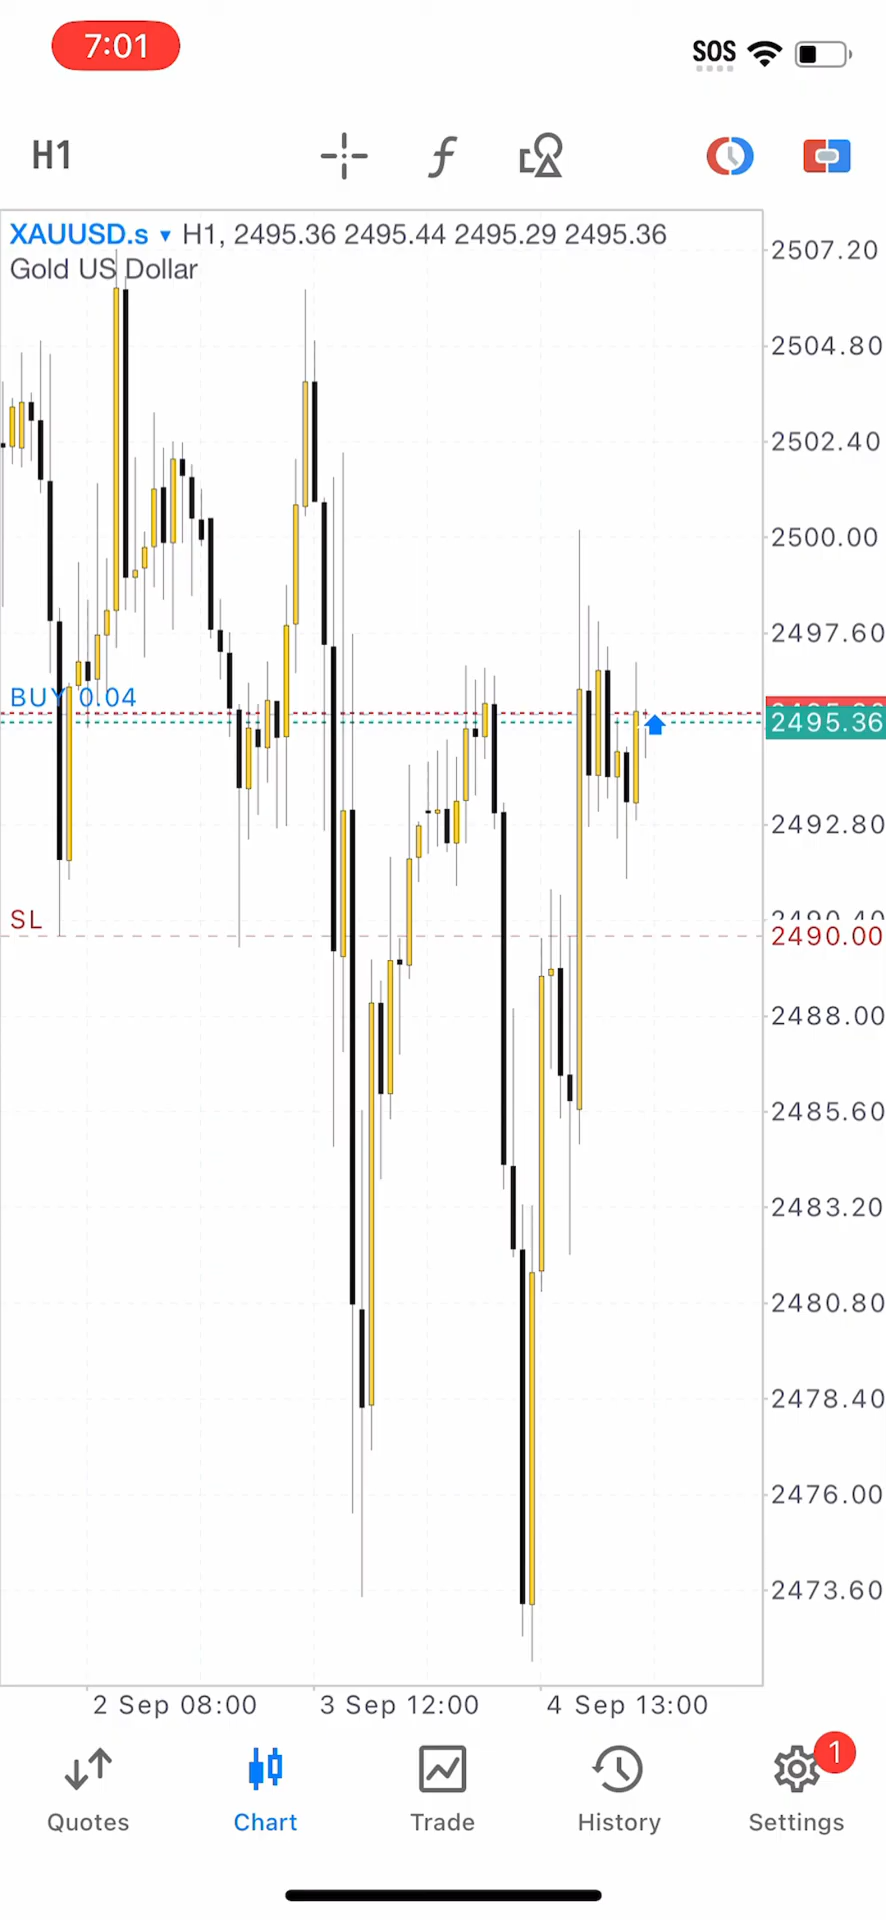 7:01
SOS
H1
XAUUSD.s ▾ H1, 2495.36 2495.44 2495.29 2495.36
Gold US Dollar
2507.20
2504.80
2502.40
2500.00
2497.60
BUY 0.04
2495.36
2492.80
SL
2490.00
2488.00
2485.60
2483.20
2480.80
2478.40
2476.00
2473.60
2 Sep 08:00 3 Sep 12:00 4 Sep 13:00
1
Quotes Chart Trade History Settings